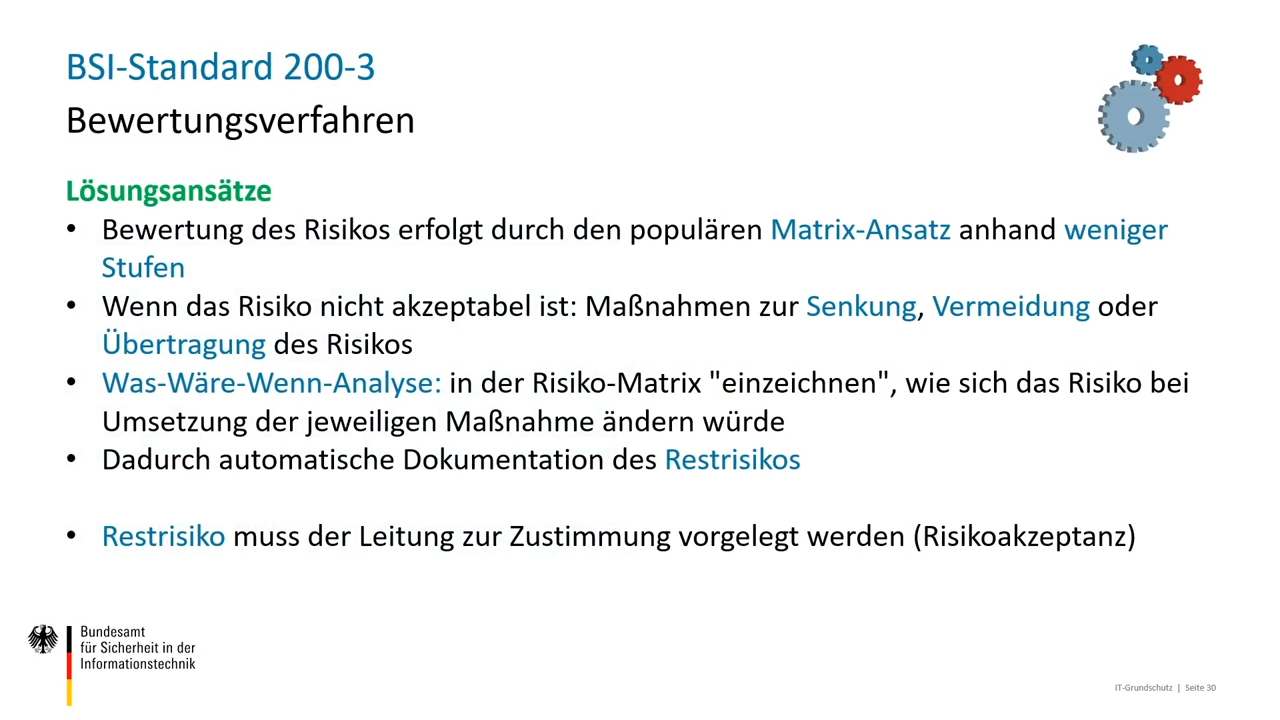 BSI-Standard 200-3
Bewertungsverfahren
Lösungsansätze
• Bewertung des Risikos erfolgt durch den populären Matrix-Ansatz anhand weniger
Stufen
• Wenn das Risiko nicht akzeptabel ist: Maßnahmen zur Senkung, Vermeidung oder
Übertragung des Risikos
• Was-Wäre-Wenn-Analyse: in der Risiko-Matrix "einzeichnen", wie sich das Risiko bei
Umsetzung der jeweiligen Maßnahme ändern würde
• Dadurch automatische Dokumentation des Restrisikos
• Restrisiko muss der Leitung zur Zustimmung vorgelegt werden (Risikoakzeptanz)
Bundesamt
für Sicherheit in der
Informationstechnik
IT-Grundschutz | Seite 30